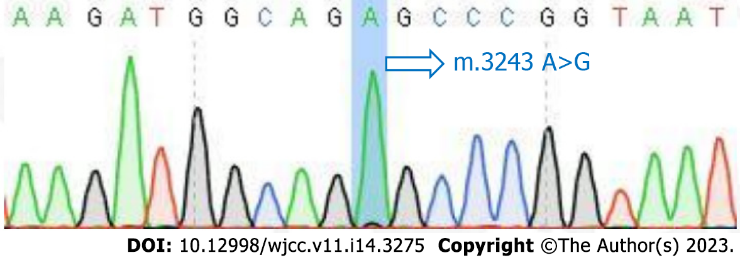 A A G A T G G C A G A G C C C G G T A A T
m.3243 A>G
DOI: 10.12998/wjcc.v11.i14.3275 Copyright ©The Author(s) 2023.